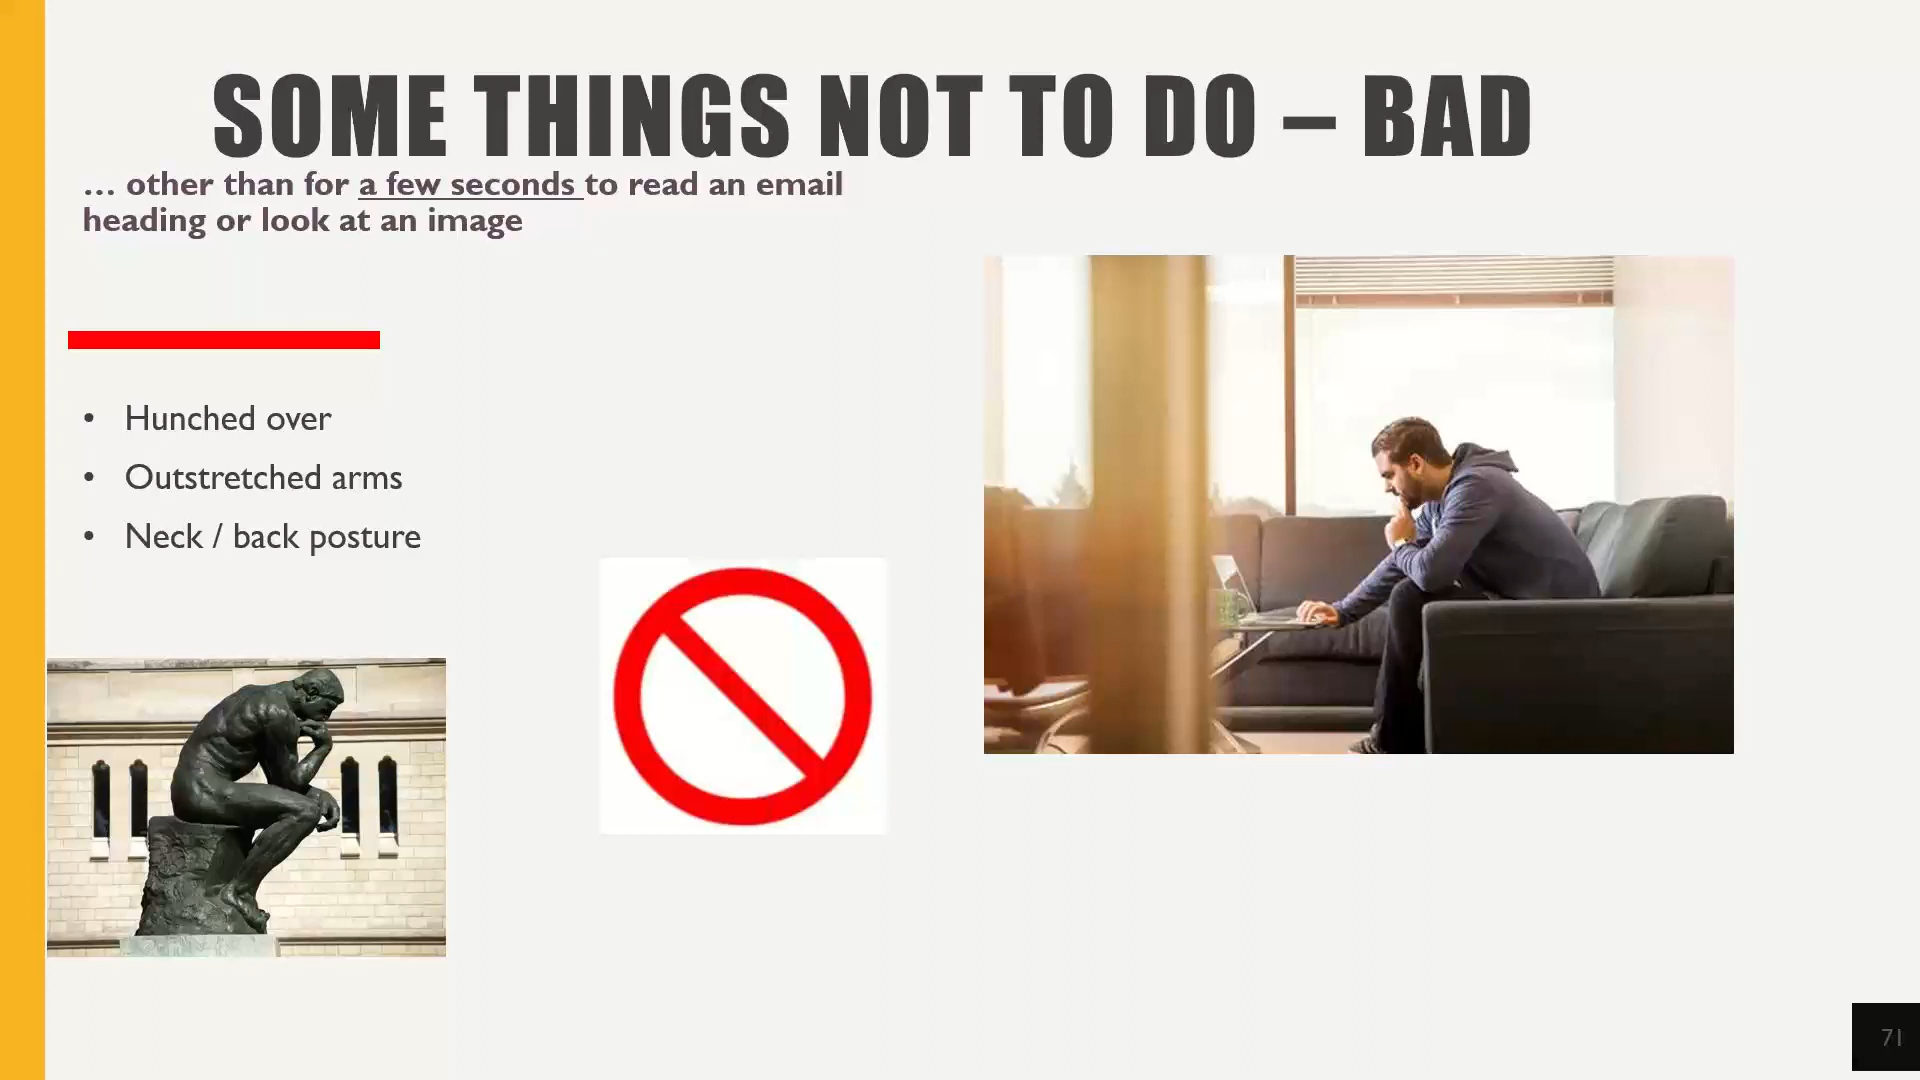 SOME THINGS NOT TO DO – BAD
… other than for a few seconds to read an email
heading or look at an image
• Hunched over
• Outstretched arms
• Neck / back posture
71